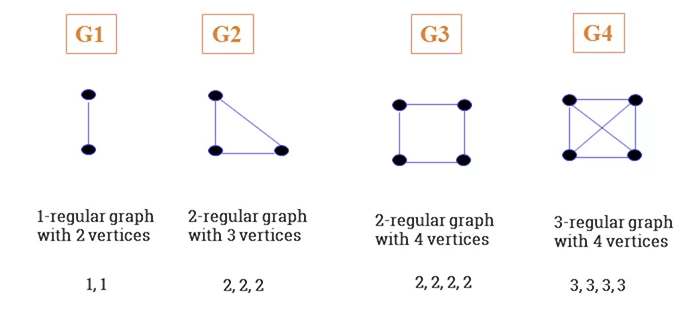 G1
G2
G3
G4
1-regular graph
with 2 vertices
2-regular graph
with 3 vertices
2-regular graph
with 4 vertices
3-regular graph
with 4 vertices
1, 1
2, 2, 2
2, 2, 2, 2
3, 3, 3, 3